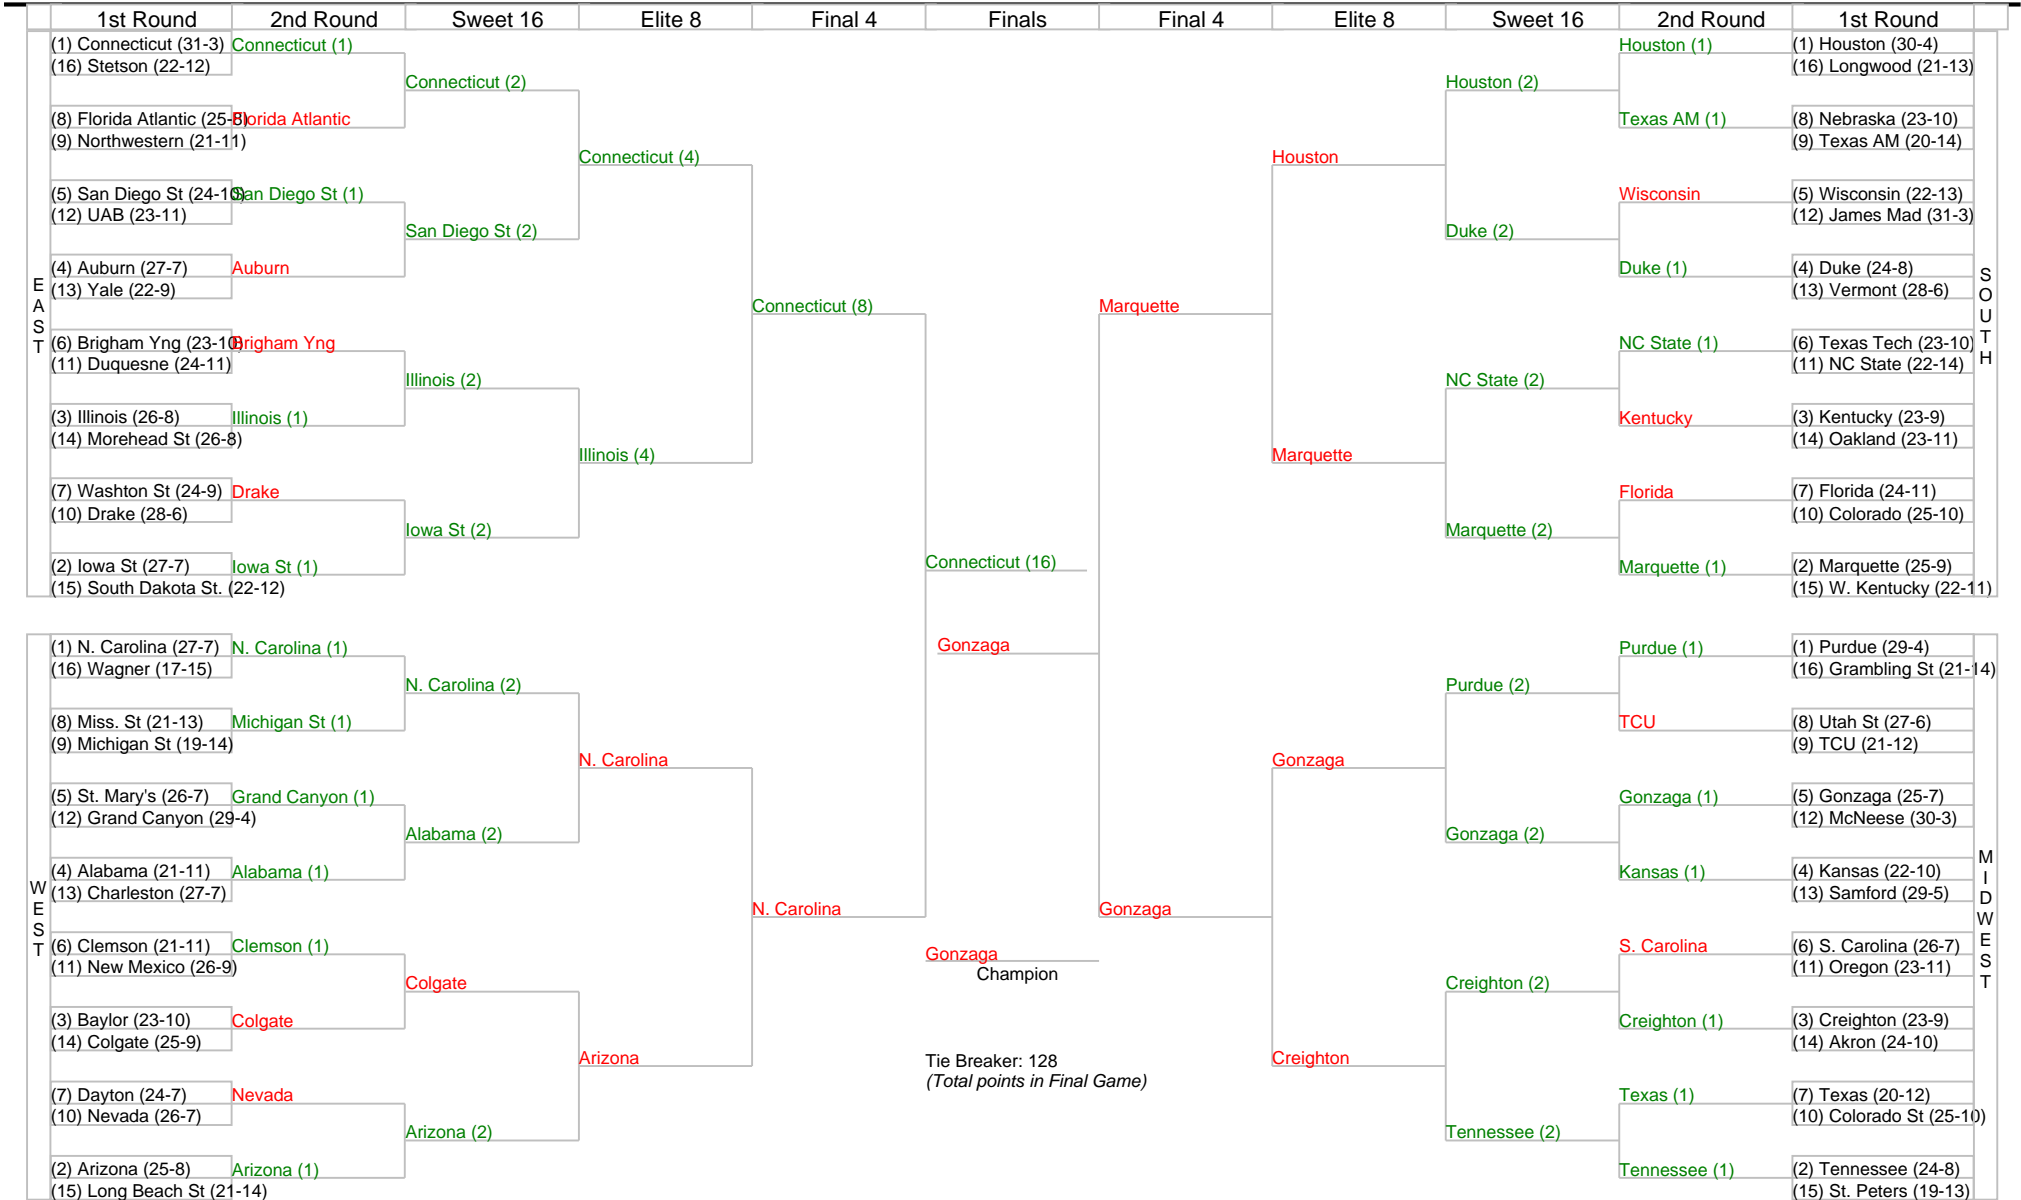 1st Round 2nd Round Sweet 16 Elite 8 Final 4 Finals Final 4 Elite 8 Sweet 16 2nd Round 1st Round
EAST
(1) Connecticut (31-3)
(16) Stetson (22-12)
(8) Florida Atlantic (25-8)
(9) Northwestern (21-11)
(5) San Diego St (24-10)
(12) UAB (23-11)
(4) Auburn (27-7)
(13) Yale (22-9)
(6) Brigham Yng (23-10)
(11) Duquesne (24-11)
(3) Illinois (26-8)
(14) Morehead St (26-8)
(7) Washton St (24-9)
(10) Drake (28-6)
(2) Iowa St (27-7)
(15) South Dakota St. (22-12)
Connecticut (1)
Florida Atlantic
San Diego St (1)
Auburn
Brigham Yng
Illinois (1)
Drake
Iowa St (1)
Connecticut (2)
San Diego St (2)
Illinois (2)
Iowa St (2)
Connecticut (4)
Illinois (4)
Connecticut (8)
WEST
(1) N. Carolina (27-7)
(16) Wagner (17-15)
(8) Miss. St (21-13)
(9) Michigan St (19-14)
(5) St. Mary's (26-7)
(12) Grand Canyon (29-4)
(4) Alabama (21-11)
(13) Charleston (27-7)
(6) Clemson (21-11)
(11) New Mexico (26-9)
(3) Baylor (23-10)
(14) Colgate (25-9)
(7) Dayton (24-7)
(10) Nevada (26-7)
(2) Arizona (25-8)
(15) Long Beach St (21-14)
N. Carolina (1)
Michigan St (1)
Grand Canyon (1)
Alabama (1)
Clemson (1)
Colgate
Nevada
Arizona (1)
N. Carolina (2)
Alabama (2)
Colgate
Arizona (2)
N. Carolina
Arizona
N. Carolina
Connecticut (16)
Gonzaga
Gonzaga
Champion
Tie Breaker: 128
(Total points in Final Game)
Marquette
Houston
Marquette
Houston (2)
Duke (2)
NC State (2)
Marquette (2)
Houston (1)
Texas AM (1)
Wisconsin
Duke (1)
NC State (1)
Kentucky
Florida
Marquette (1)
(1) Houston (30-4)
(16) Longwood (21-13)
(8) Nebraska (23-10)
(9) Texas AM (20-14)
(5) Wisconsin (22-13)
(12) James Mad (31-3)
(4) Duke (24-8)
(13) Vermont (28-6)
(6) Texas Tech (23-10)
(11) NC State (22-14)
(3) Kentucky (23-9)
(14) Oakland (23-11)
(7) Florida (24-11)
(10) Colorado (25-10)
(2) Marquette (25-9)
(15) W. Kentucky (22-11)
SOUTH
Gonzaga
Gonzaga
Creighton
Purdue (2)
Gonzaga (2)
Creighton (2)
Tennessee (2)
Purdue (1)
TCU
Gonzaga (1)
Kansas (1)
S. Carolina
Creighton (1)
Texas (1)
Tennessee (1)
(1) Purdue (29-4)
(16) Grambling St (21-14)
(8) Utah St (27-6)
(9) TCU (21-12)
(5) Gonzaga (25-7)
(12) McNeese (30-3)
(4) Kansas (22-10)
(13) Samford (29-5)
(6) S. Carolina (26-7)
(11) Oregon (23-11)
(3) Creighton (23-9)
(14) Akron (24-10)
(7) Texas (20-12)
(10) Colorado St (25-10)
(2) Tennessee (24-8)
(15) St. Peters (19-13)
MIDWEST